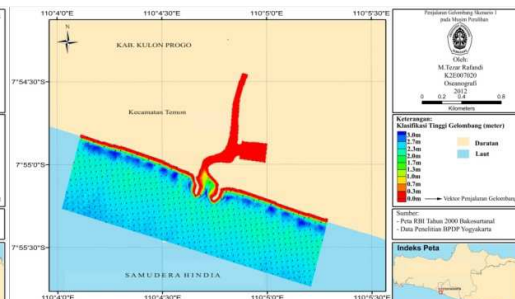 110°4'0"E 110°4'30"E 110°5'0"E 110°5'30"E
N
KAB. KULON PROGO
7°54'30"S
Kecamatan Temon
7°55'0"S
7°55'30"S
SAMUDERA HINDIA
110°4'0"E 110°4'30"E 110°5'0"E 110°5'30"E
Penjalaran Gelombang Skenario 1
pada Musim Peralihan
Oleh:
M.Tezar Rafandi
K2E007020
Oseanografi
2012
0 0.2 0.4 0.8
Kilometers
Keterangan:
Klasifikasi Tinggi Gelombang (meter)
3.0m
2.7m
2.3m
2.0m
1.7m
1.3m
1.0m
0.7m
0.3m
0.0m
Daratan
Laut
Vektor Penjalaran Gelombang
Sumber:
- Peta RBI Tahun 2000 Bakosurtanal
- Data Penelitian BPDP Yogyakarta
Indeks Peta